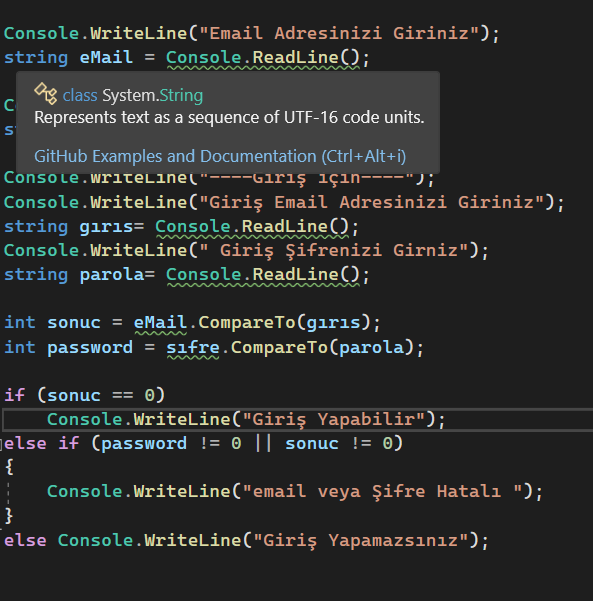 Console.WriteLine("Email Adresinizi Giriniz");
string eMail = Console.ReadLine();
class System.String
Represents text as a sequence of UTF-16 code units.
GitHub Examples and Documentation (Ctrl+Alt+i)
Console.WriteLine("----Giriş için----");
Console.WriteLine("Giriş Email Adresinizi Giriniz");
string gırıs= Console.ReadLine();
Console.WriteLine(" Giriş Şifrenizi Girniz");
string parola= Console.ReadLine();
int sonuc = eMail.CompareTo(gırıs);
int password = sıfre.CompareTo(parola);
if (sonuc == 0)
Console.WriteLine("Giriş Yapabilir");
else if (password != 0 || sonuc != 0)
{
Console.WriteLine("email veya Şifre Hatalı ");
}
else Console.WriteLine("Giriş Yapamazsınız");